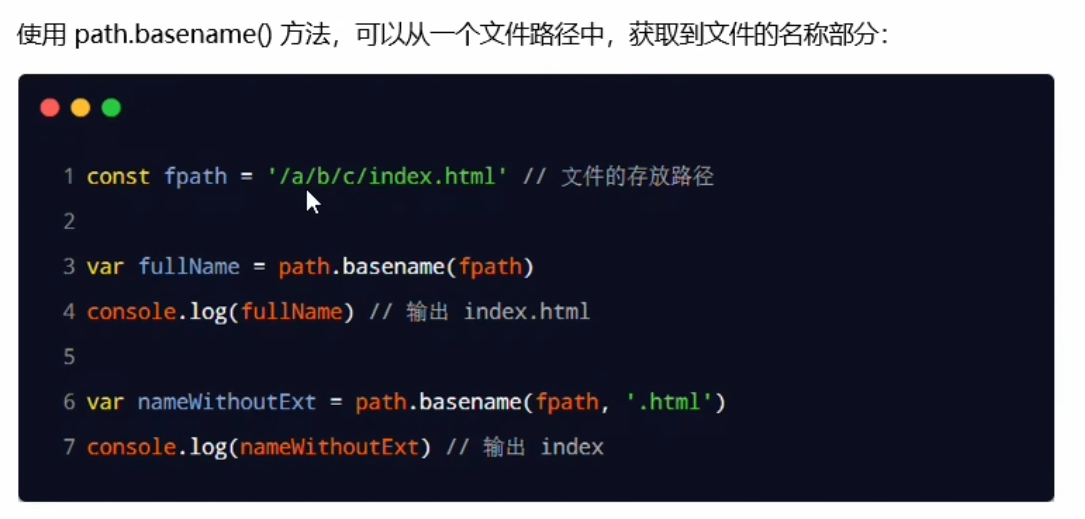 使用 path.basename() 方法，可以从一个文件路径中，获取到文件的名称部分：
1 const fpath = '/a/b/c/index.html' // 文件的存放路径
2
3 var fullName = path.basename(fpath)
4 console.log(fullName) // 输出 index.html
5
6 var nameWithoutExt = path.basename(fpath, '.html')
7 console.log(nameWithoutExt) // 输出 index